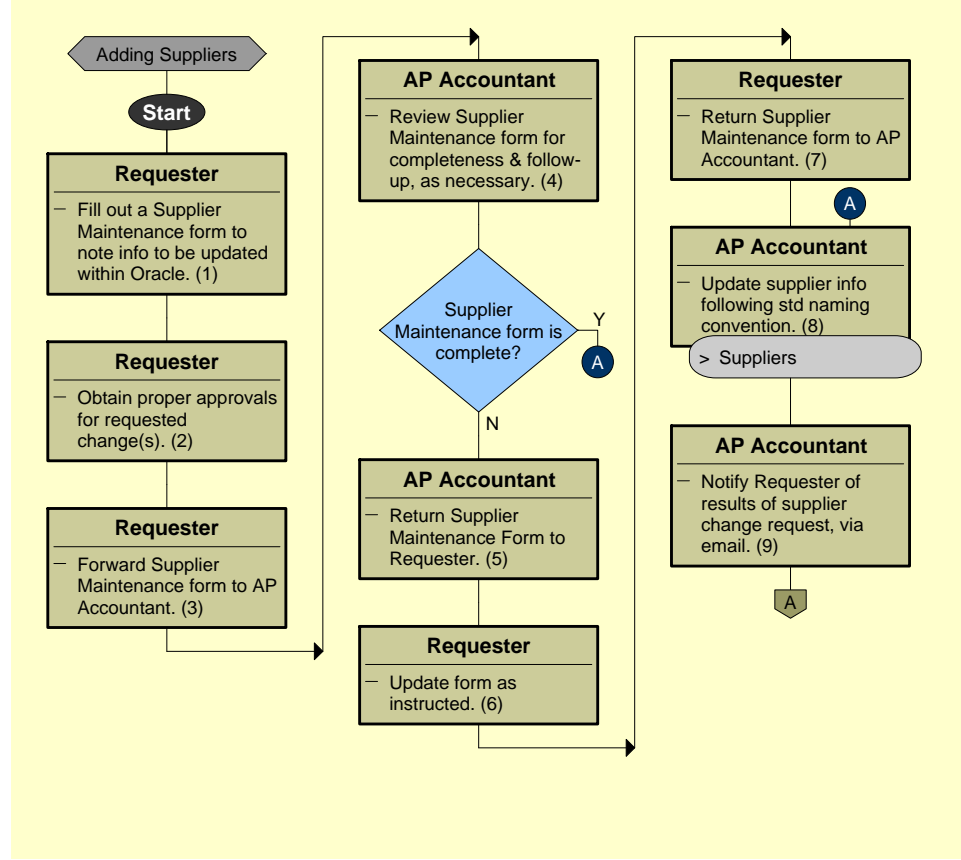 Adding Suppliers
Start
Requester
— Fill out a Supplier
Maintenance form to
note info to be updated
within Oracle. (1)
Requester
— Obtain proper approvals
for requested
change(s). (2)
Requester
— Forward Supplier
Maintenance form to AP
Accountant. (3)
AP Accountant
— Review Supplier
Maintenance form for
completeness & follow-
up, as necessary. (4)
Supplier
Maintenance form is
complete?
Y
A
N
AP Accountant
— Return Supplier
Maintenance Form to
Requester. (5)
Requester
— Update form as
instructed. (6)
Requester
— Return Supplier
Maintenance form to AP
Accountant. (7)
A
AP Accountant
— Update supplier info
following std naming
convention. (8)
> Suppliers
AP Accountant
— Notify Requester of
results of supplier
change request, via
email. (9)
A